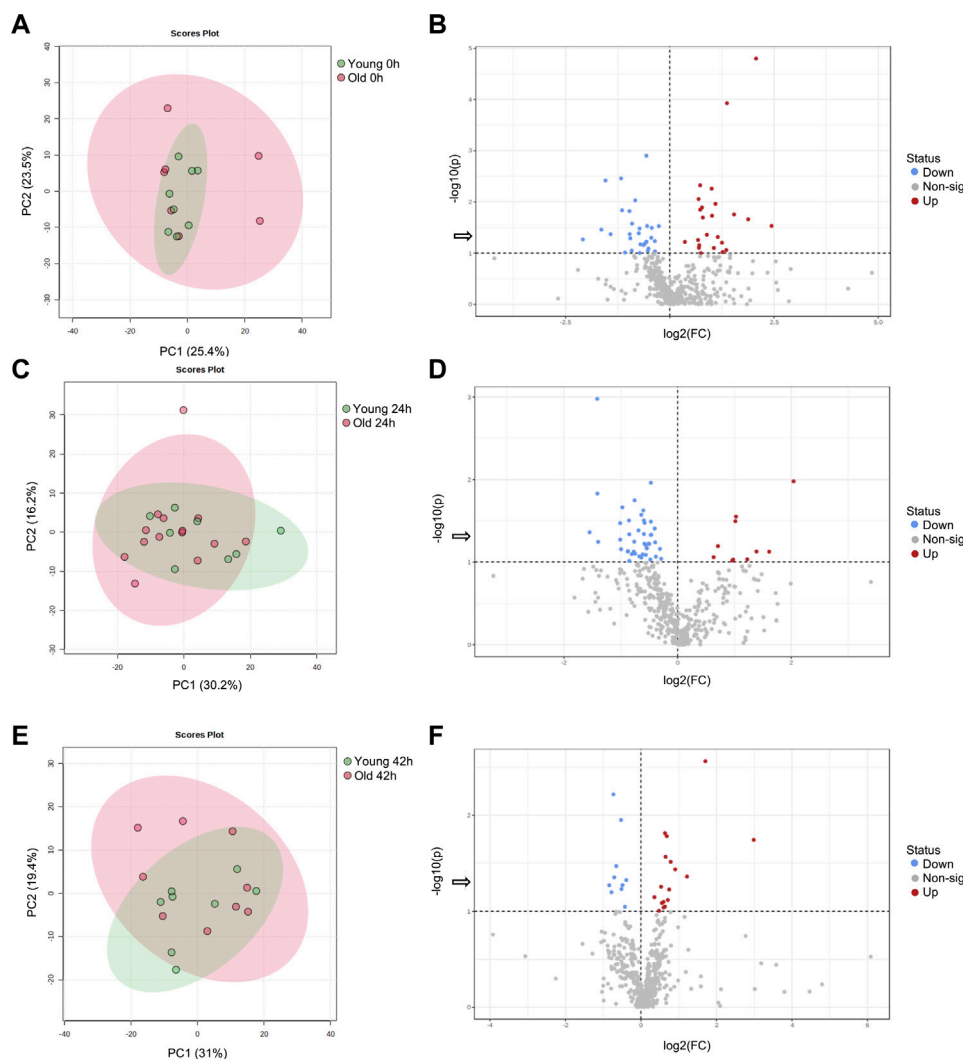 A
Scores Plot
Young 0h
Old 0h
PC2 (23.5%)
40
30
20
10
0
-10
-20
-30
-40
-20
0
20
40
PC1 (25.4%)
B
5
4
3
2
1
0
-log10(p)
-2.5
0.0
2.5
5.0
log2(FC)
Status
Down
Non-sig
Up
C
Scores Plot
Young 24h
Old 24h
PC2 (16.2%)
30
20
10
0
-10
-20
-30
-20
0
20
40
PC1 (30.2%)
D
3
2
1
0
-log10(p)
-2
0
2
log2(FC)
Status
Down
Non-sig
Up
E
Scores Plot
Young 42h
Old 42h
PC2 (19.4%)
30
20
10
0
-10
-20
-40
-20
0
20
40
PC1 (31%)
F
2
1
0
-log10(p)
-4
-2
0
2
4
6
log2(FC)
Status
Down
Non-sig
Up